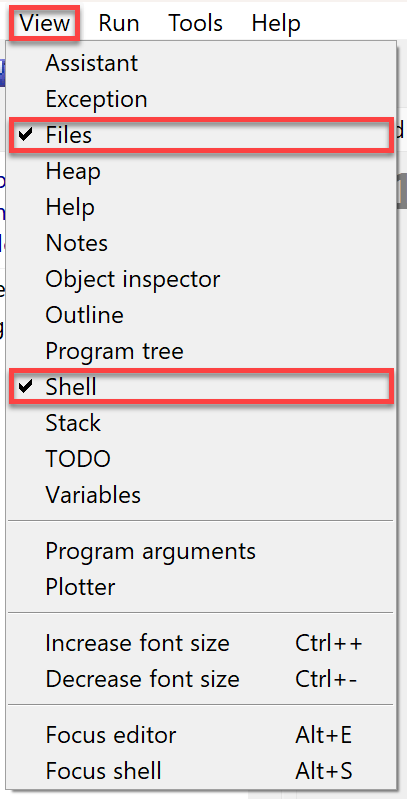 View Run Tools Help
Assistant
Exception
Files
Heap
Help
Notes
Object inspector
Outline
Program tree
Shell
Stack
TODO
Variables
Program arguments
Plotter
Increase font size Ctrl++
Decrease font size Ctrl+-
Focus editor Alt+E
Focus shell Alt+S